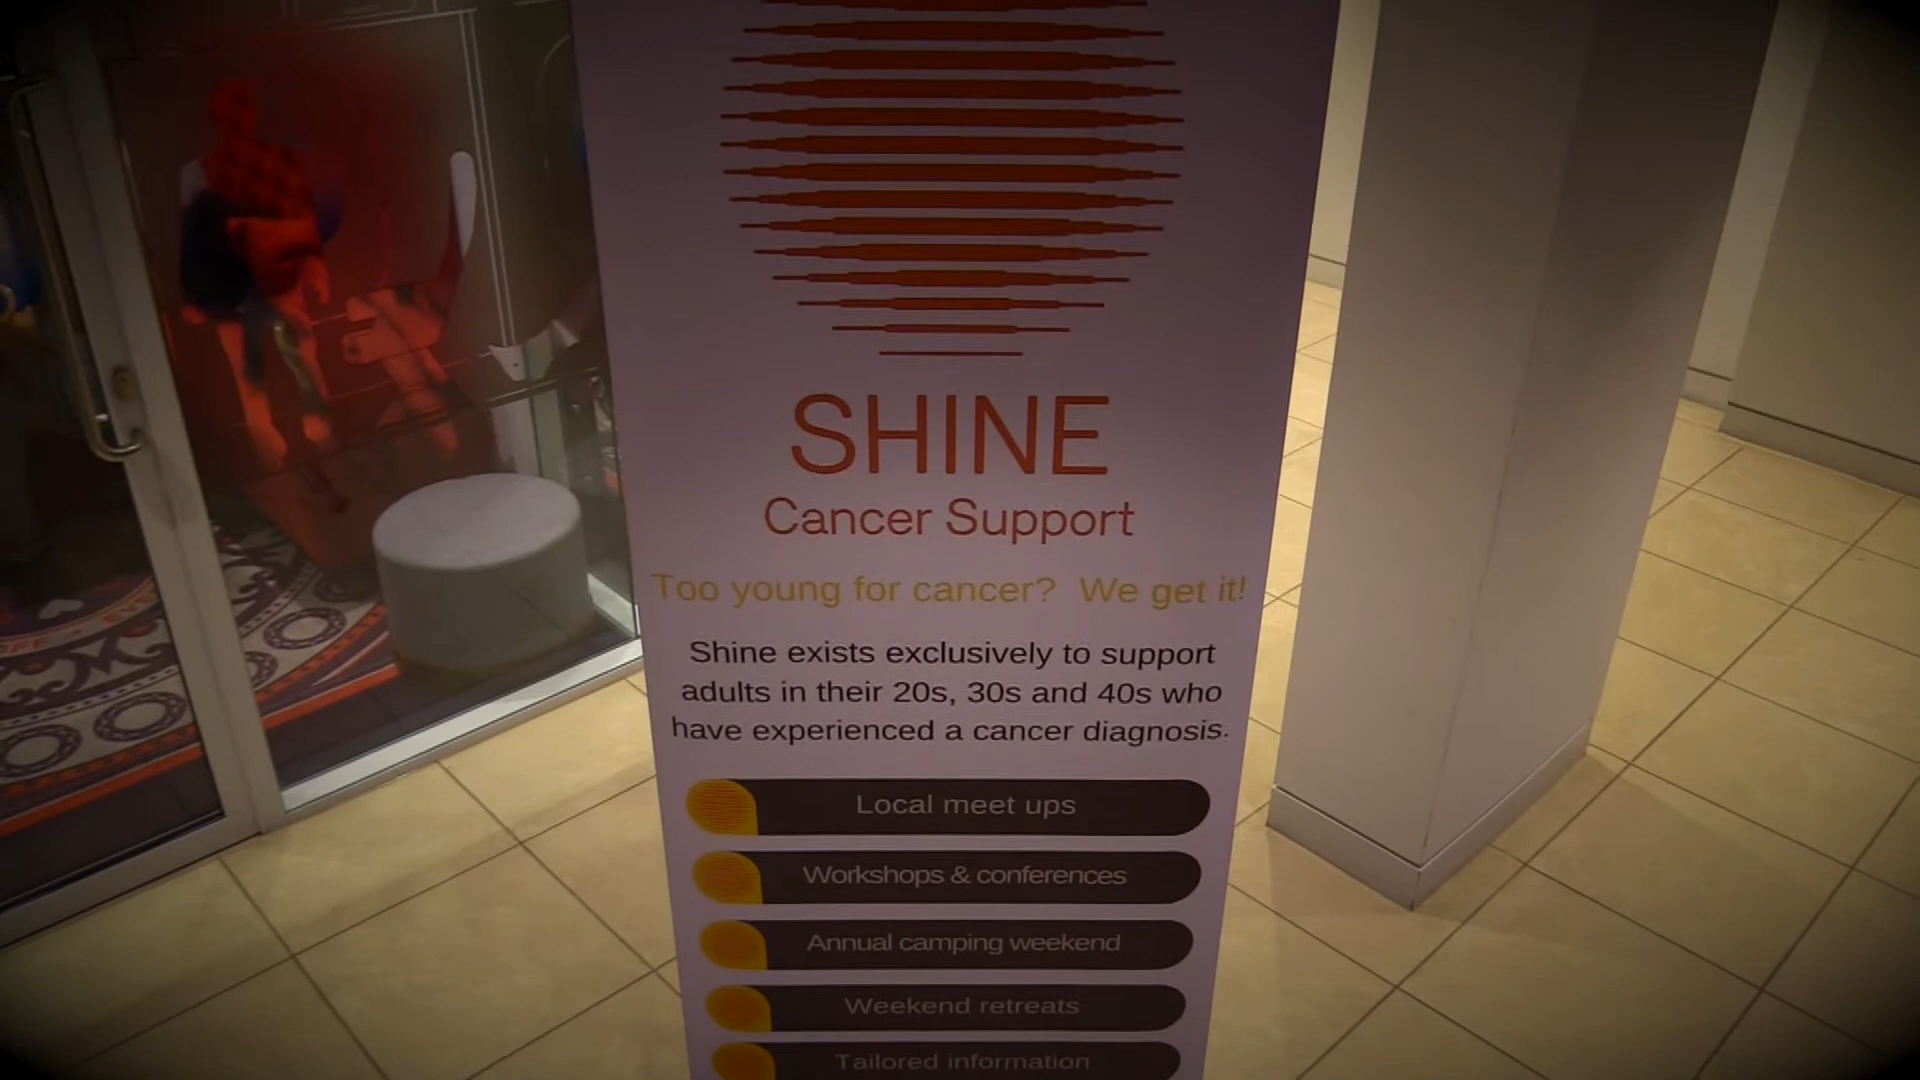 SHINE
Cancer Support
Too young for cancer? We get it!
Shine exists exclusively to support
adults in their 20s, 30s and 40s who
have experienced a cancer diagnosis.
Local meet ups
Workshops & conferences
Annual camping weekend
Weekend retreats
Tailored information